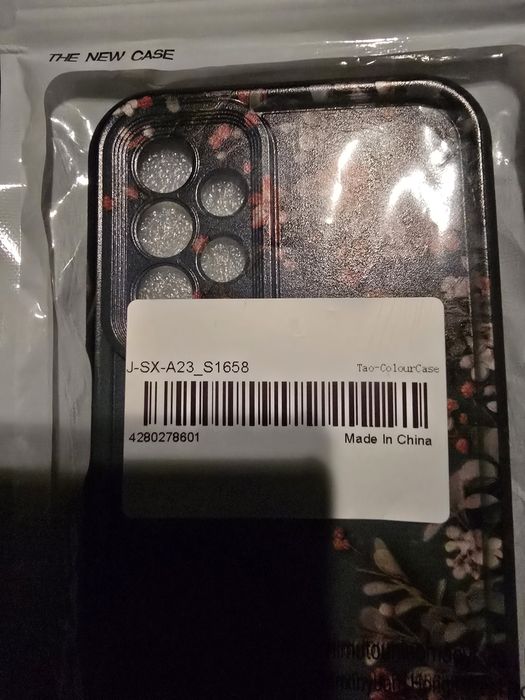 THE NEW CASE
J-SX-A23_S1658
Tao-ColourCase
4280278601
Made In China